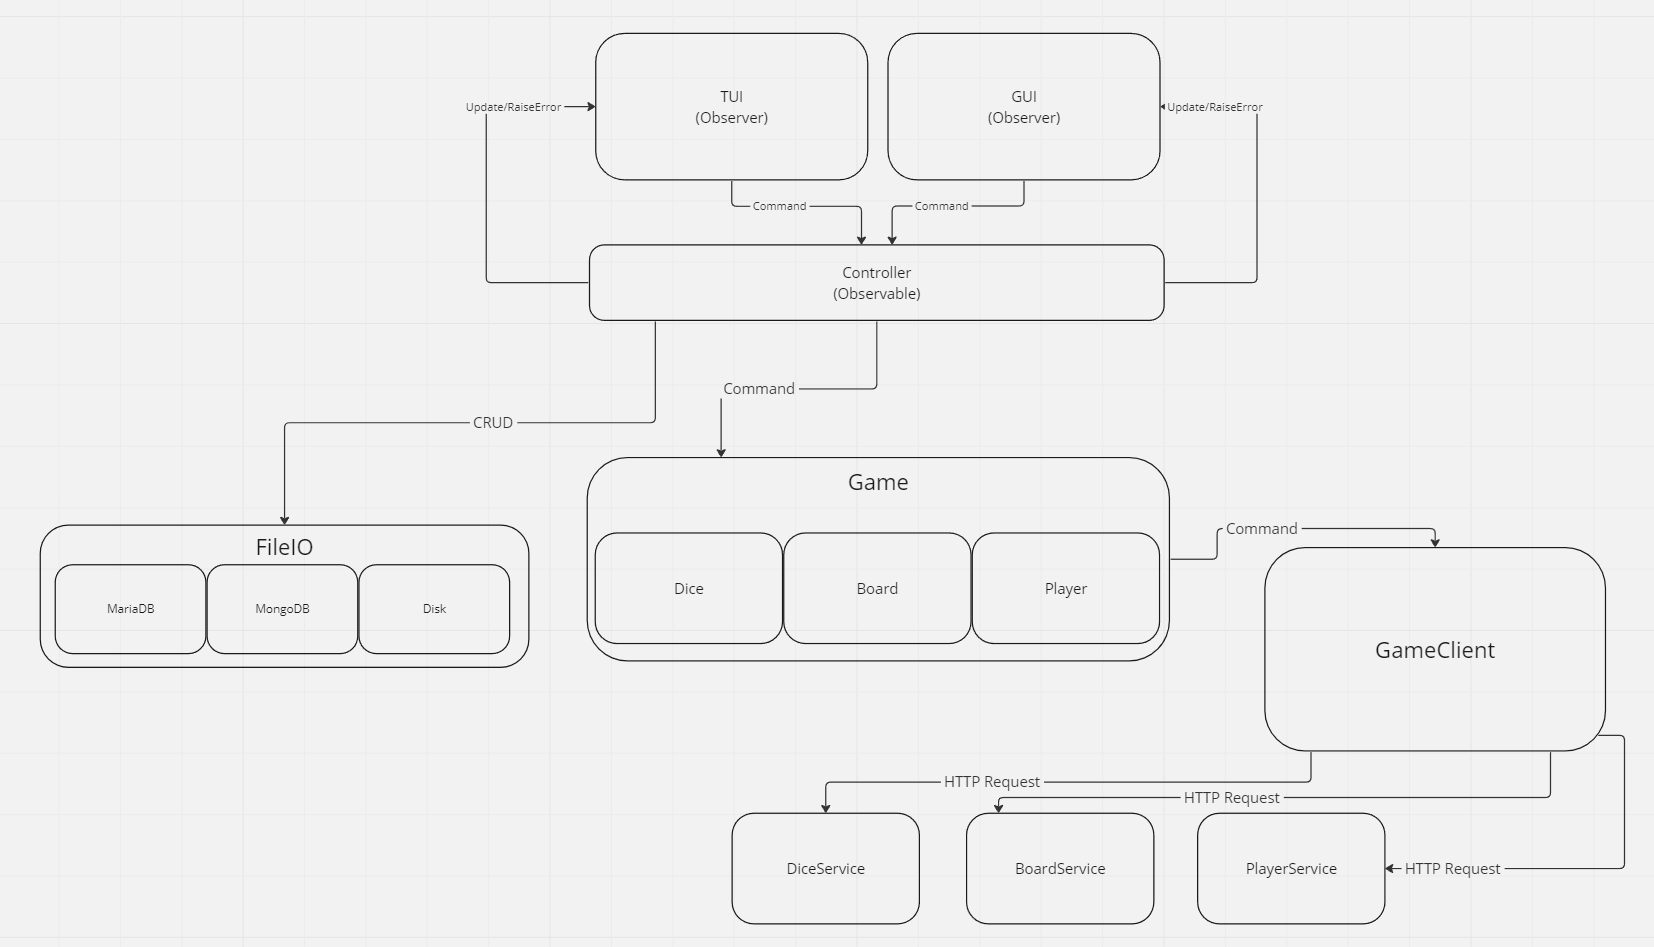 TUI
(Observer)
GUI
(Observer)
Update/RaiseError
Update/RaiseError
Command
Command
Controller
(Observable)
Command
CRUD
Game
Dice
Board
Player
FileIO
MariaDB
MongoDB
Disk
Command
GameClient
HTTP Request
HTTP Request
DiceService
BoardService
PlayerService
HTTP Request